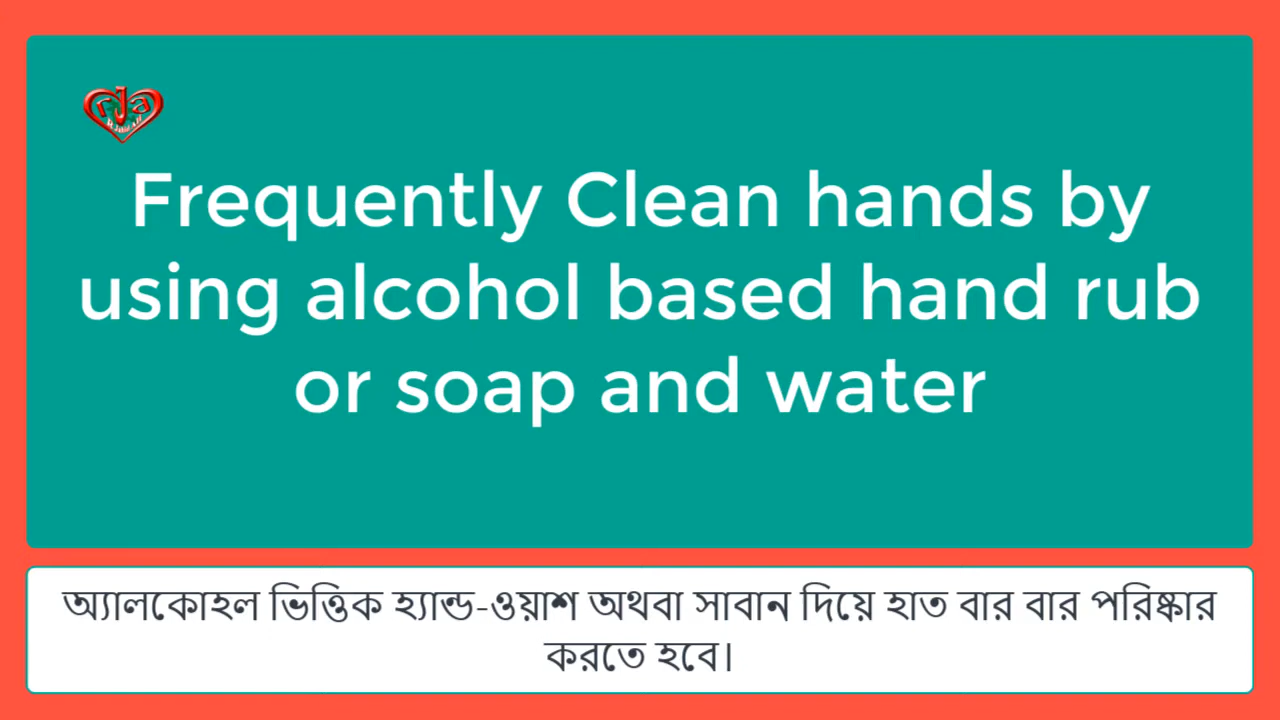 rja
Frequently Clean hands by
using alcohol based hand rub
or soap and water
অ্যালকোহল ভিত্তিক হ্যান্ড-ওয়াশ অথবা সাবান দিয়ে হাত বার বার পরিষ্কার
করতে হবে।